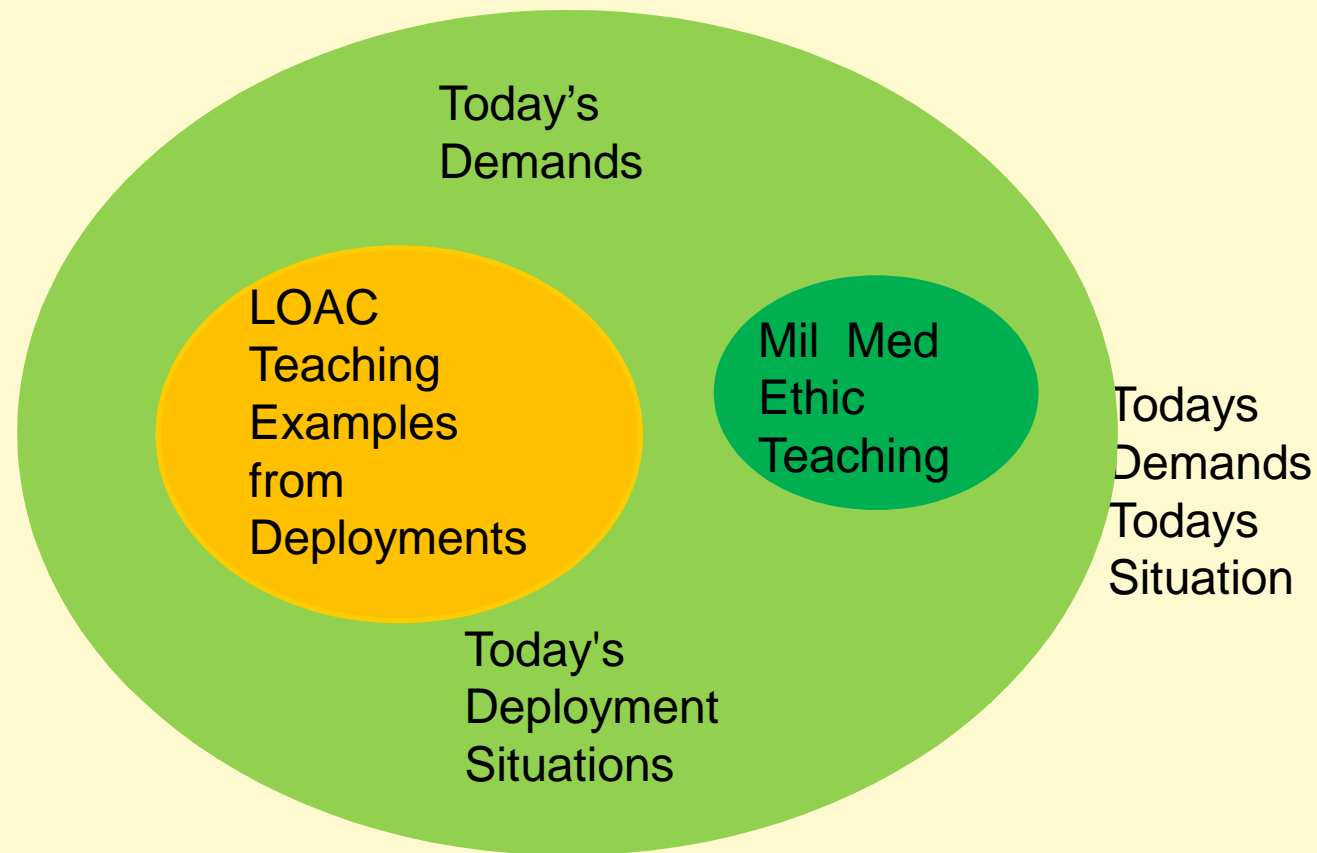 Today’s
Demands
LOAC
Teaching
Examples
from
Deployments
Mil  Med
Ethic
Teaching
Todays
Demands
Todays
Situation
Today's
Deployment
Situations